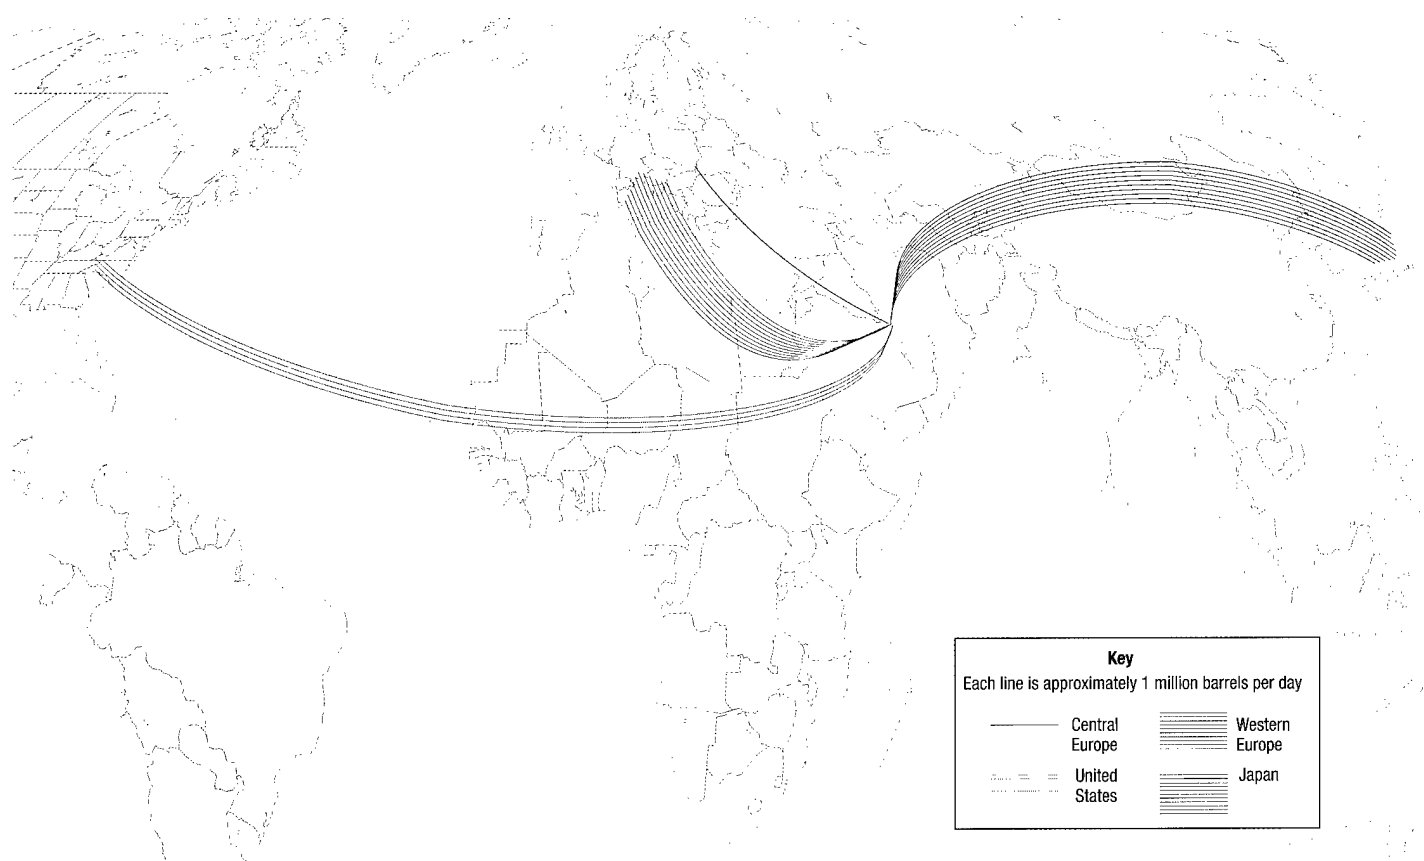 Key
Each line is approximately 1 million barrels per day
Central
Europe
Western
Europe
United
States
Japan